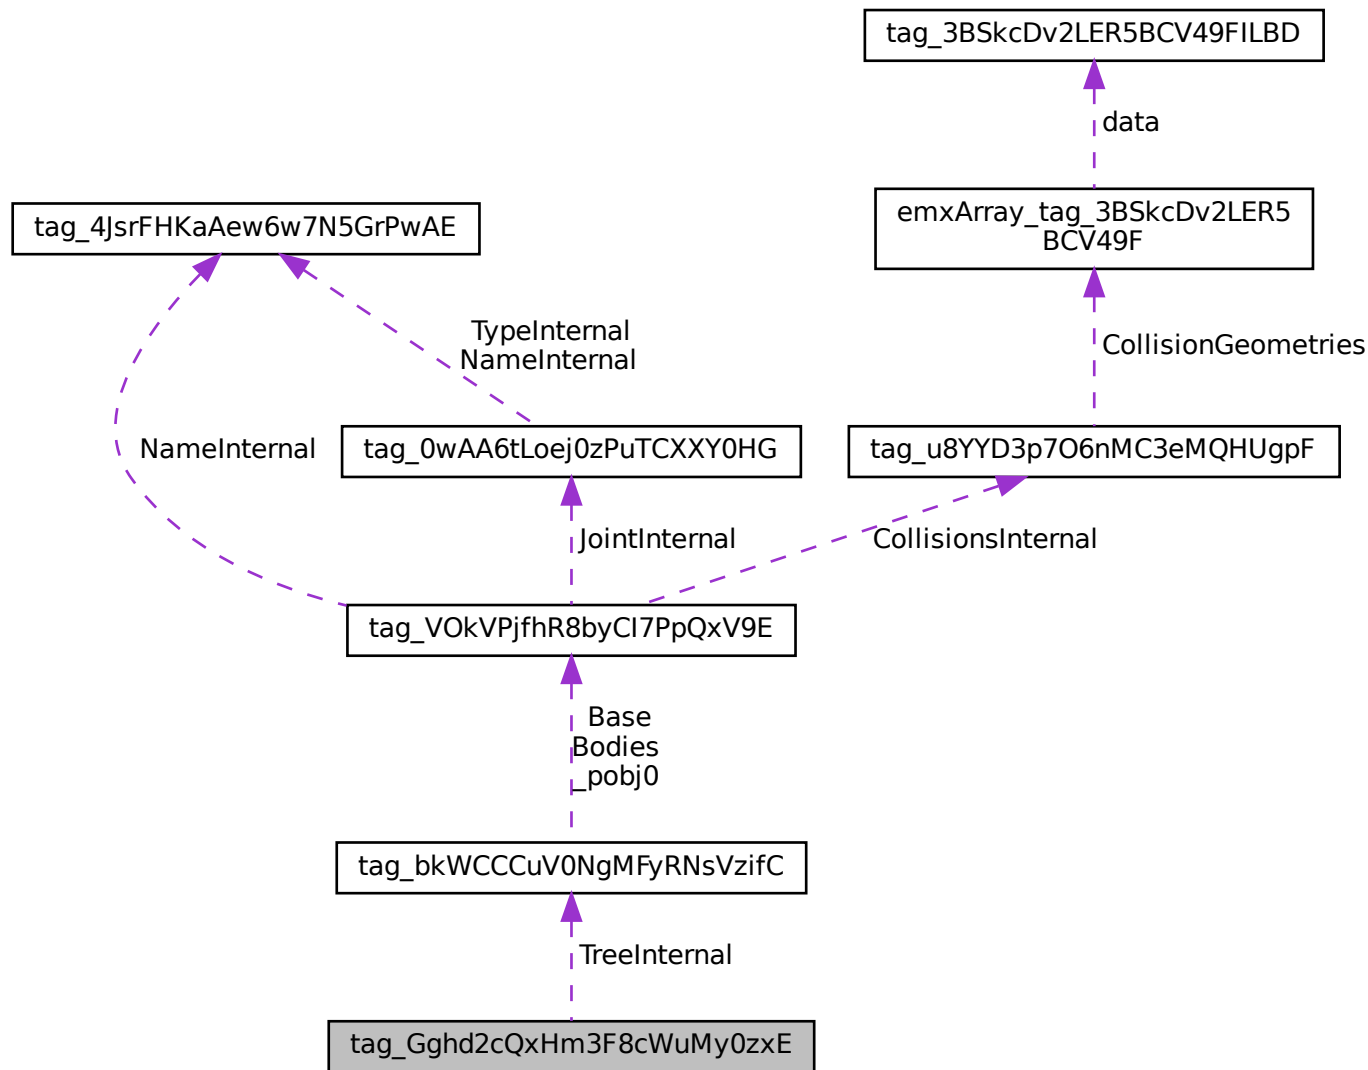 tag_3BSkcDv2LER5BCV49FILBD
data
emxArray_tag_3BSkcDv2LER5
BCV49F
tag_4JsrFHKaAew6w7N5GrPwAE
TypeInternal
NameInternal
CollisionGeometries
NameInternal
tag_0wAA6tLoej0zPuTCXXY0HG
tag_u8YYD3p7O6nMC3eMQHUgpF
JointInternal
CollisionsInternal
tag_VOkVPjfhR8byCI7PpQxV9E
Base
Bodies
_pobj0
tag_bkWCCCuV0NgMFyRNsVzifC
TreeInternal
tag_Gghd2cQxHm3F8cWuMy0zxE